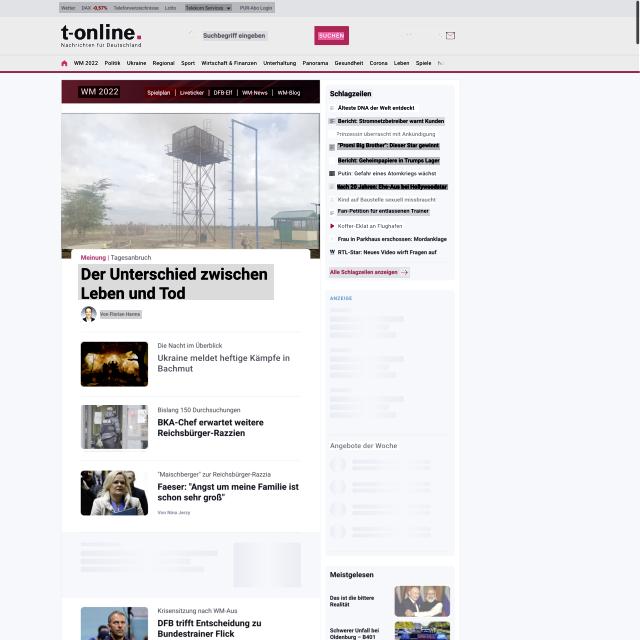 Wetter DAX -0,57% Telefonverzeichnisse Lotto Telekom Services PUR-Abo Login
t-online.
Nachrichten für Deutschland
Suchbegriff eingeben
SUCHEN
WM 2022 Politik Ukraine Regional Sport Wirtschaft & Finanzen Unterhaltung Panorama Gesundheit Corona Leben Spiele
WM 2022
Spielplan | Liveticker | DFB-Elf | WM-News | WM-Blog
Meinung | Tagesanbruch
Der Unterschied zwischen
Leben und Tod
Von Florian Harms
Die Nacht im Überblick
Ukraine meldet heftige Kämpfe in
Bachmut
Bislang 150 Durchsuchungen
BKA-Chef erwartet weitere
Reichsbürger-Razzien
"Maischberger" zur Reichsbürger-Razzia
Faeser: "Angst um meine Familie ist
schon sehr groß"
Von Nina Jerzy
Krisensitzung nach WM-Aus
DFB trifft Entscheidung zu
Bundestrainer Flick
Schlagzeilen
Älteste DNA der Welt entdeckt
Bericht: Stromnetzbetreiber warnt Kunden
Prinzessin überrascht mit Ankündigung
"Promi Big Brother": Dieser Star gewinnt
Bericht: Geheimpapiere in Trumps Lager
Putin: Gefahr eines Atomkriegs wächst
Nach 20 Jahren: Ehe-Aus bei Hollywoodstar
Kind auf Baustelle sexuell missbraucht
Fan-Petition für entlassenen Trainer
Koffer-Eklat an Flughafen
Frau in Parkhaus erschossen: Mordanklage
RTL-Star: Neues Video wirft Fragen auf
Alle Schlagzeilen anzeigen
ANZEIGE
Angebote der Woche
Meistgelesen
Das ist die bittere
Realität
Schwerer Unfall bei
Oldenburg – B401